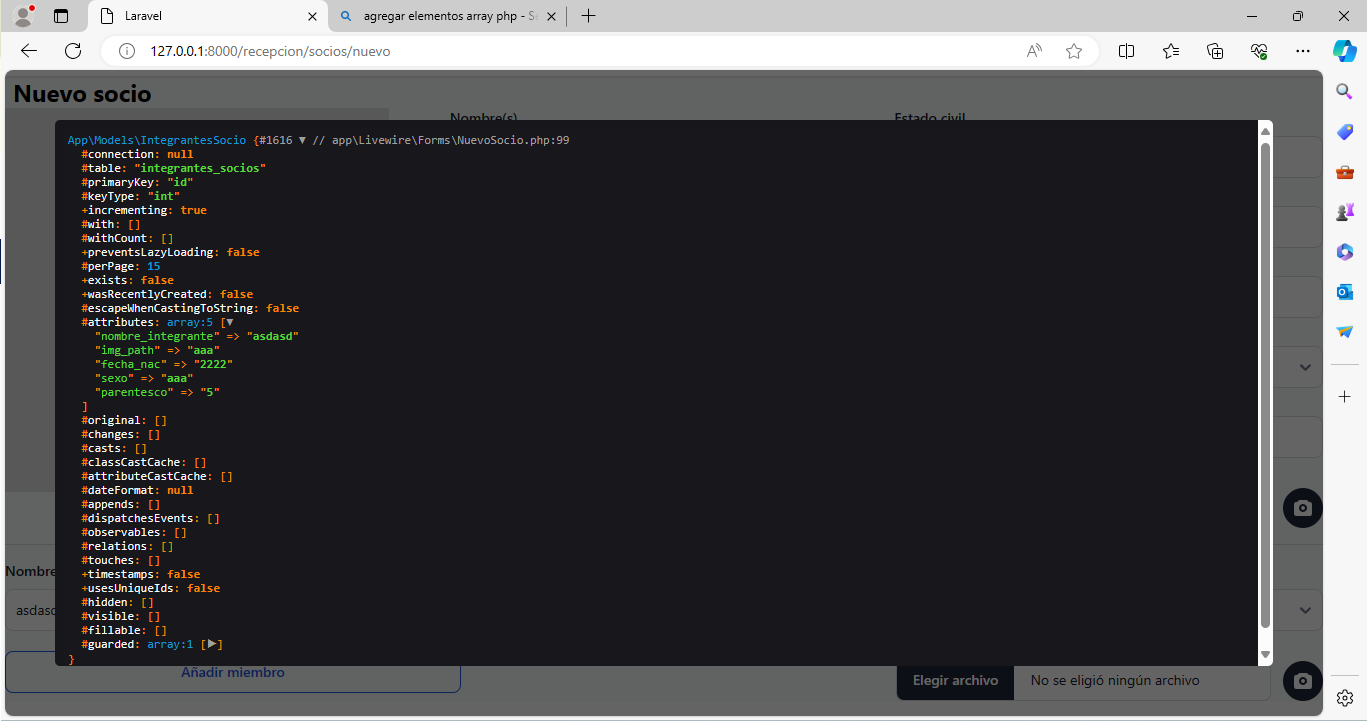 Laravel
agregar elementos array php - Se
127.0.0.1:8000/recepcion/socios/nuevo
Nuevo socio
Nombre(s)
Estado civil
App\Models\IntegrantesSocio {#1616 ▼ // app\Livewire\Forms\NuevoSocio.php:99
#connection: null
#table: "integrantes_socios"
#primaryKey: "id"
#keyType: "int"
+incrementing: true
#with: []
#withCount: []
+preventsLazyLoading: false
#perPage: 15
+exists: false
+wasRecentlyCreated: false
#escapeWhenCastingToString: false
#attributes: array:5 [▼
"nombre_integrante" => "asdasd"
"img_path" => "aaa"
"fecha_nac" => "2222"
"sexo" => "aaa"
"parentesco" => "5"
]
#original: []
#changes: []
#casts: []
#classCastCache: []
#attributeCastCache: []
#dateFormat: null
#appends: []
#dispatchesEvents: []
#observables: []
#relations: []
#touches: []
+timestamps: false
+usesUniqueIds: false
#hidden: []
#visible: []
#fillable: []
#guarded: array:1 [▶]
}
Nombre
asdasd
Añadir miembro
Elegir archivo
No se eligió ningún archivo